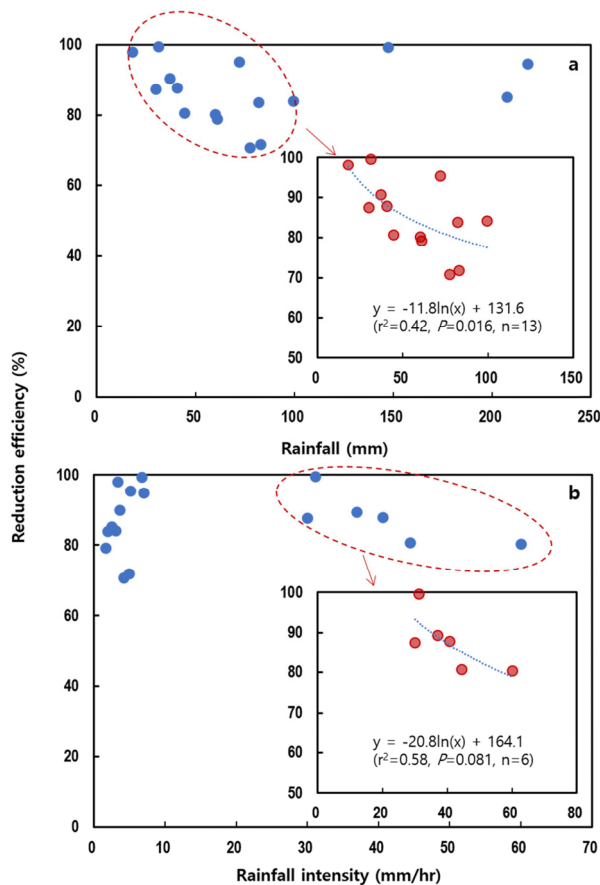 Reduction efficiency (%)
100
80
60
40
20
0
a
100
90
80
70
60
50
y = -11.8ln(x) + 131.6
(r²=0.42, P=0.016, n=13)
0 50 100 150
0 50 100 150 200 250
Rainfall (mm)
100
80
60
40
20
0
b
100
90
80
70
60
50
y = -20.8ln(x) + 164.1
(r²=0.58, P=0.081, n=6)
0 20 40 60 80
0 10 20 30 40 50 60 70
Rainfall intensity (mm/hr)